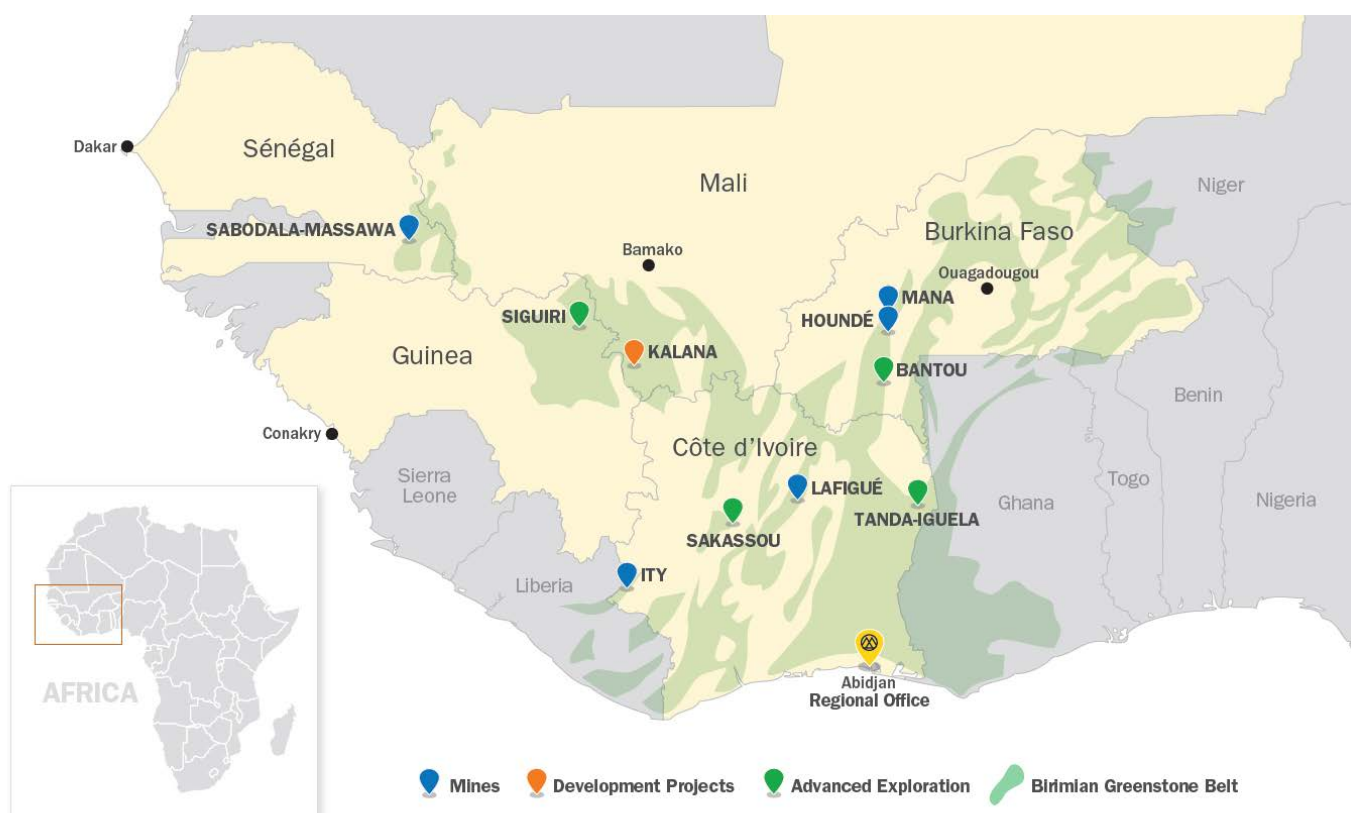 Dakar
Sénégal
Mali
Niger
SABODALA-MASSAWA
Burkina Faso
Bamako
Ouagadougou
MANA
SIGUIRI
HOUNDÉ
Guinea
KALANA
BANTOU
Benin
Conakry
Côte d’Ivoire
Sierra
Leone
LAFIGUÉ
Togo
Ghana
Nigeria
TANDA-IGUELA
SAKASSOU
ITY
Liberia
AFRICA
Abidjan
Regional Office
Mines
Development Projects
Advanced Exploration
Birimian Greenstone Belt